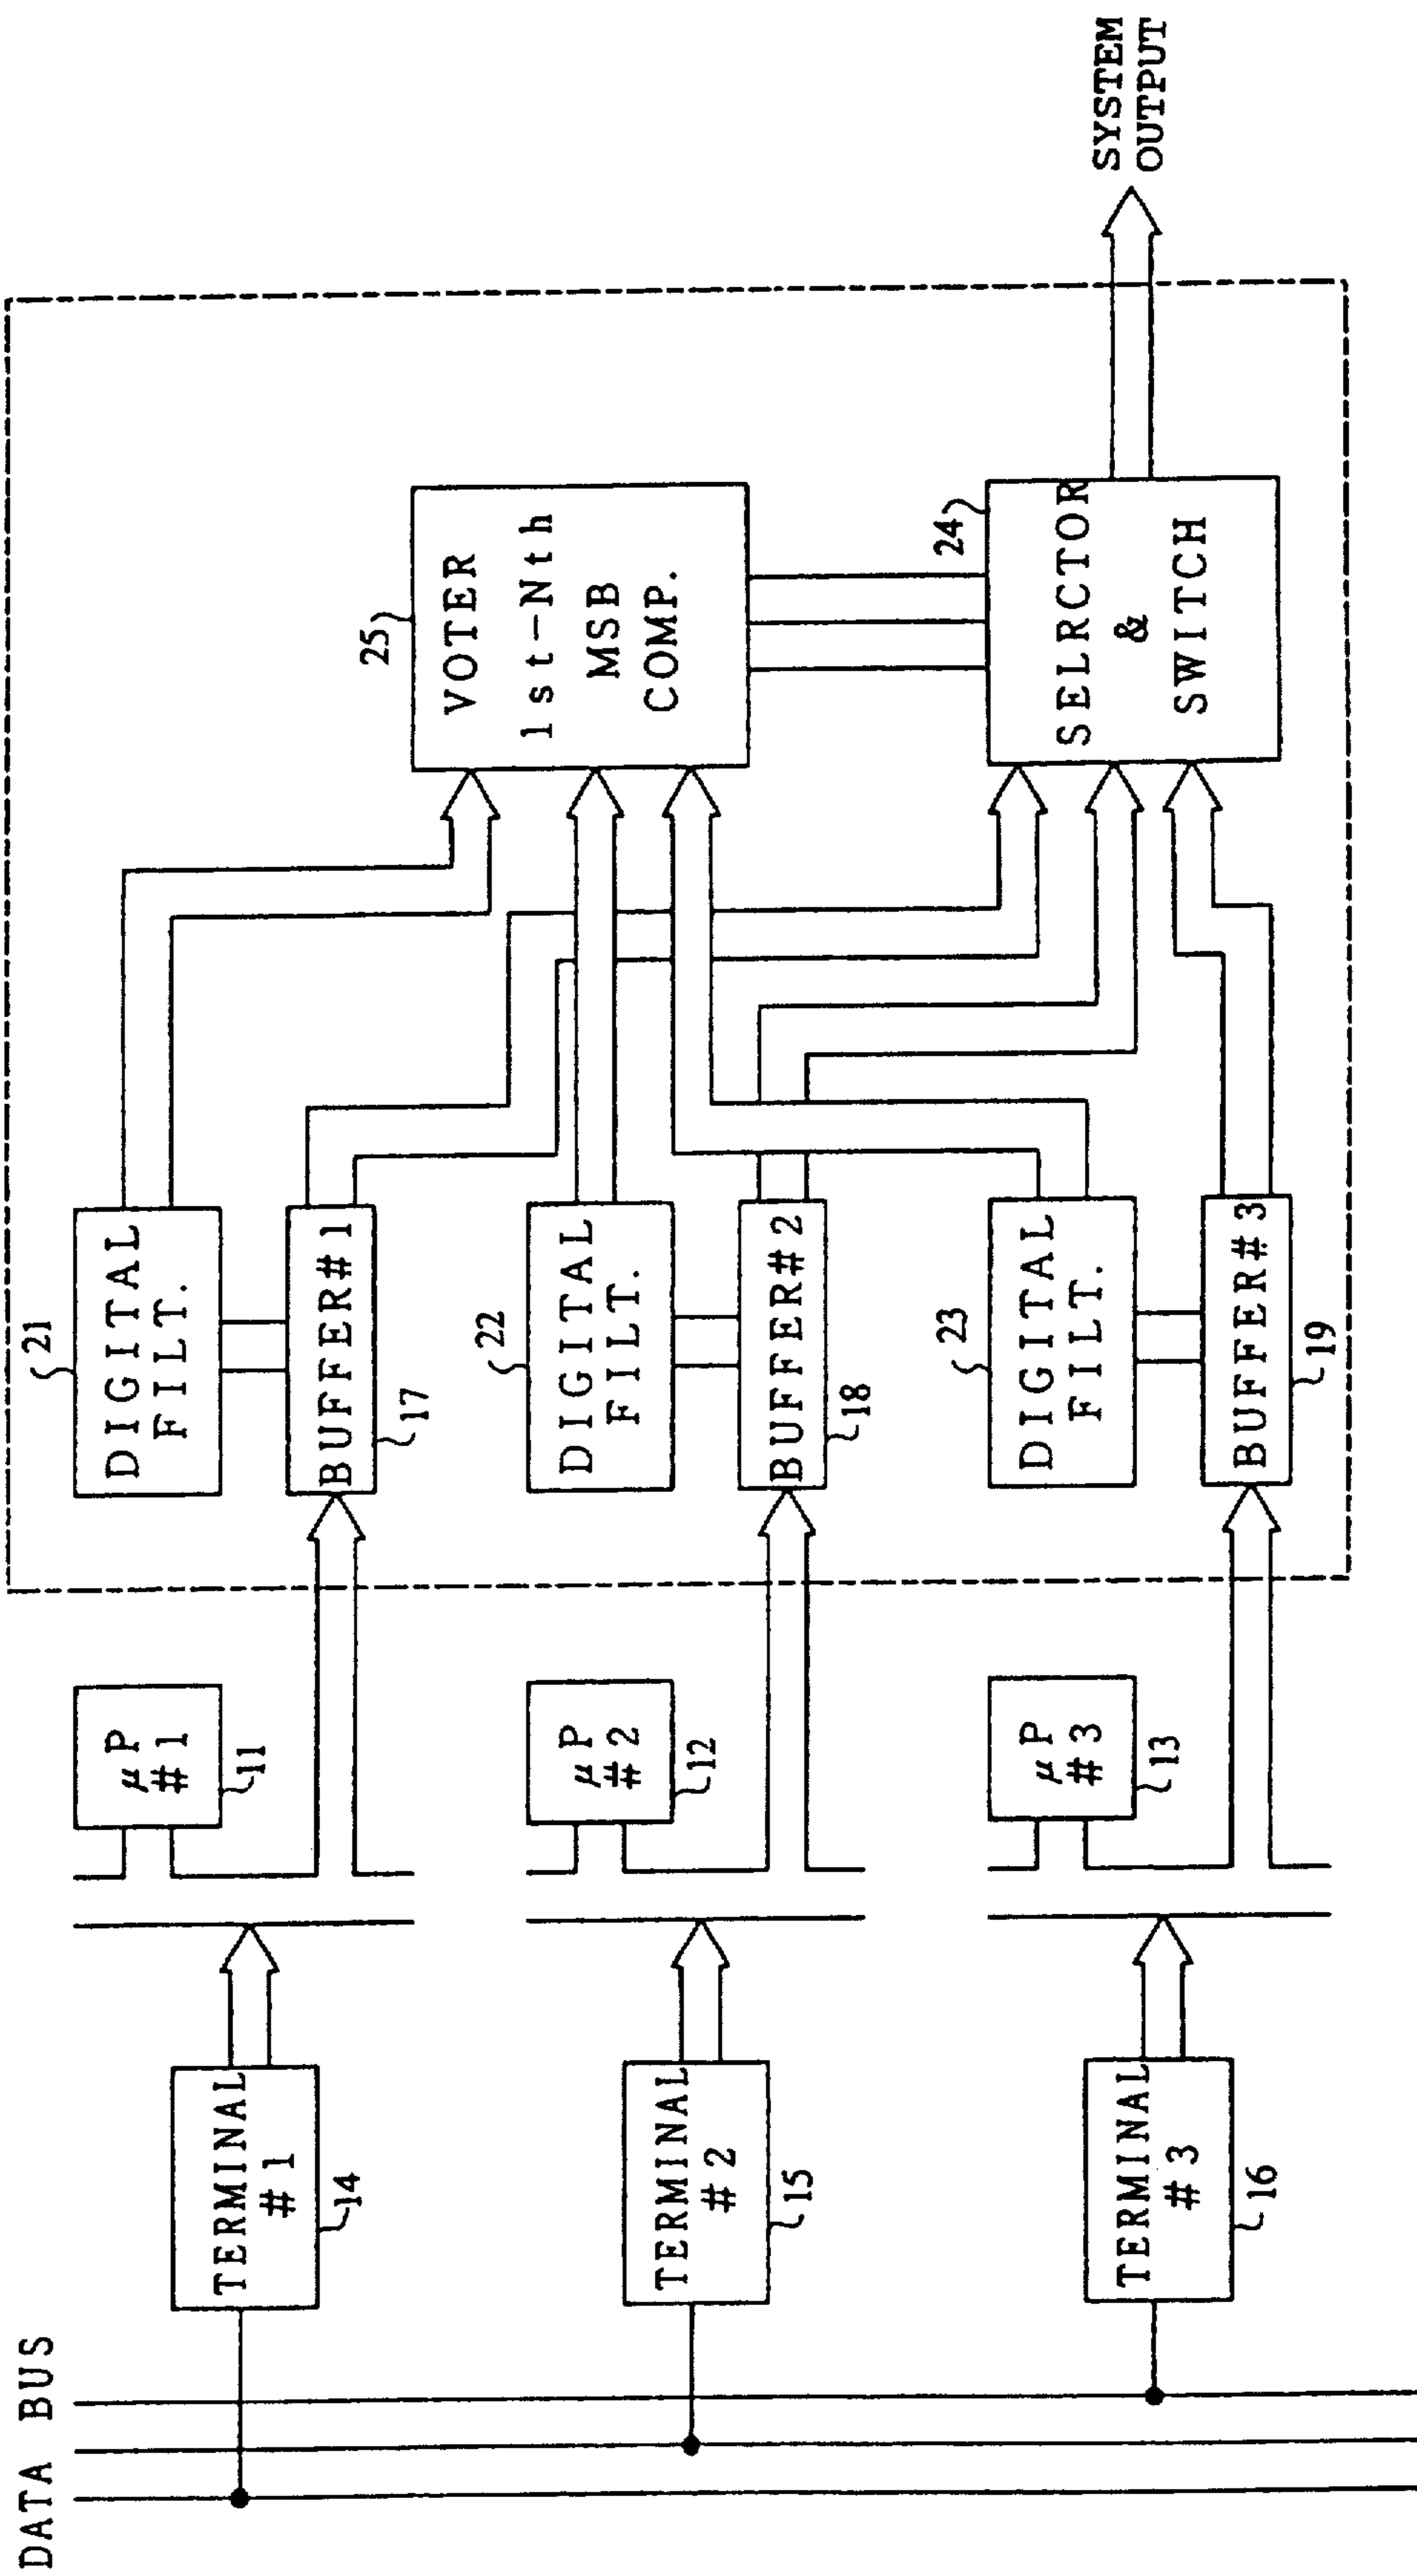 DATA BUS
TERMINAL
#1
14
μP
#1
11
DIGITAL
FILT.
21
BUFFER#1
17
TERMINAL
#2
15
μP
#2
12
DIGITAL
FILT.
22
BUFFER#2
18
TERMINAL
#3
16
μP
#3
13
DIGITAL
FILT.
23
BUFFER#3
19
VOTER
1st-Nth
MSB
COMP.
25
SELRCTOR
&
SWITCH
24
SYSTEM
OUTPUT